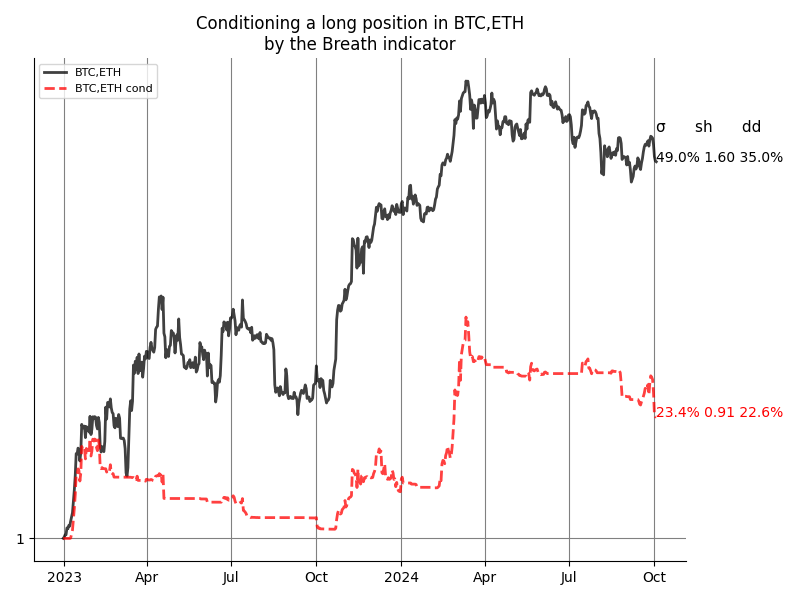 Conditioning a long position in BTC,ETH
by the Breath indicator
BTC,ETH
BTC,ETH cond
σ sh dd
49.0% 1.60 35.0%
23.4% 0.91 22.6%
1
2023 Apr Jul Oct 2024 Apr Jul Oct